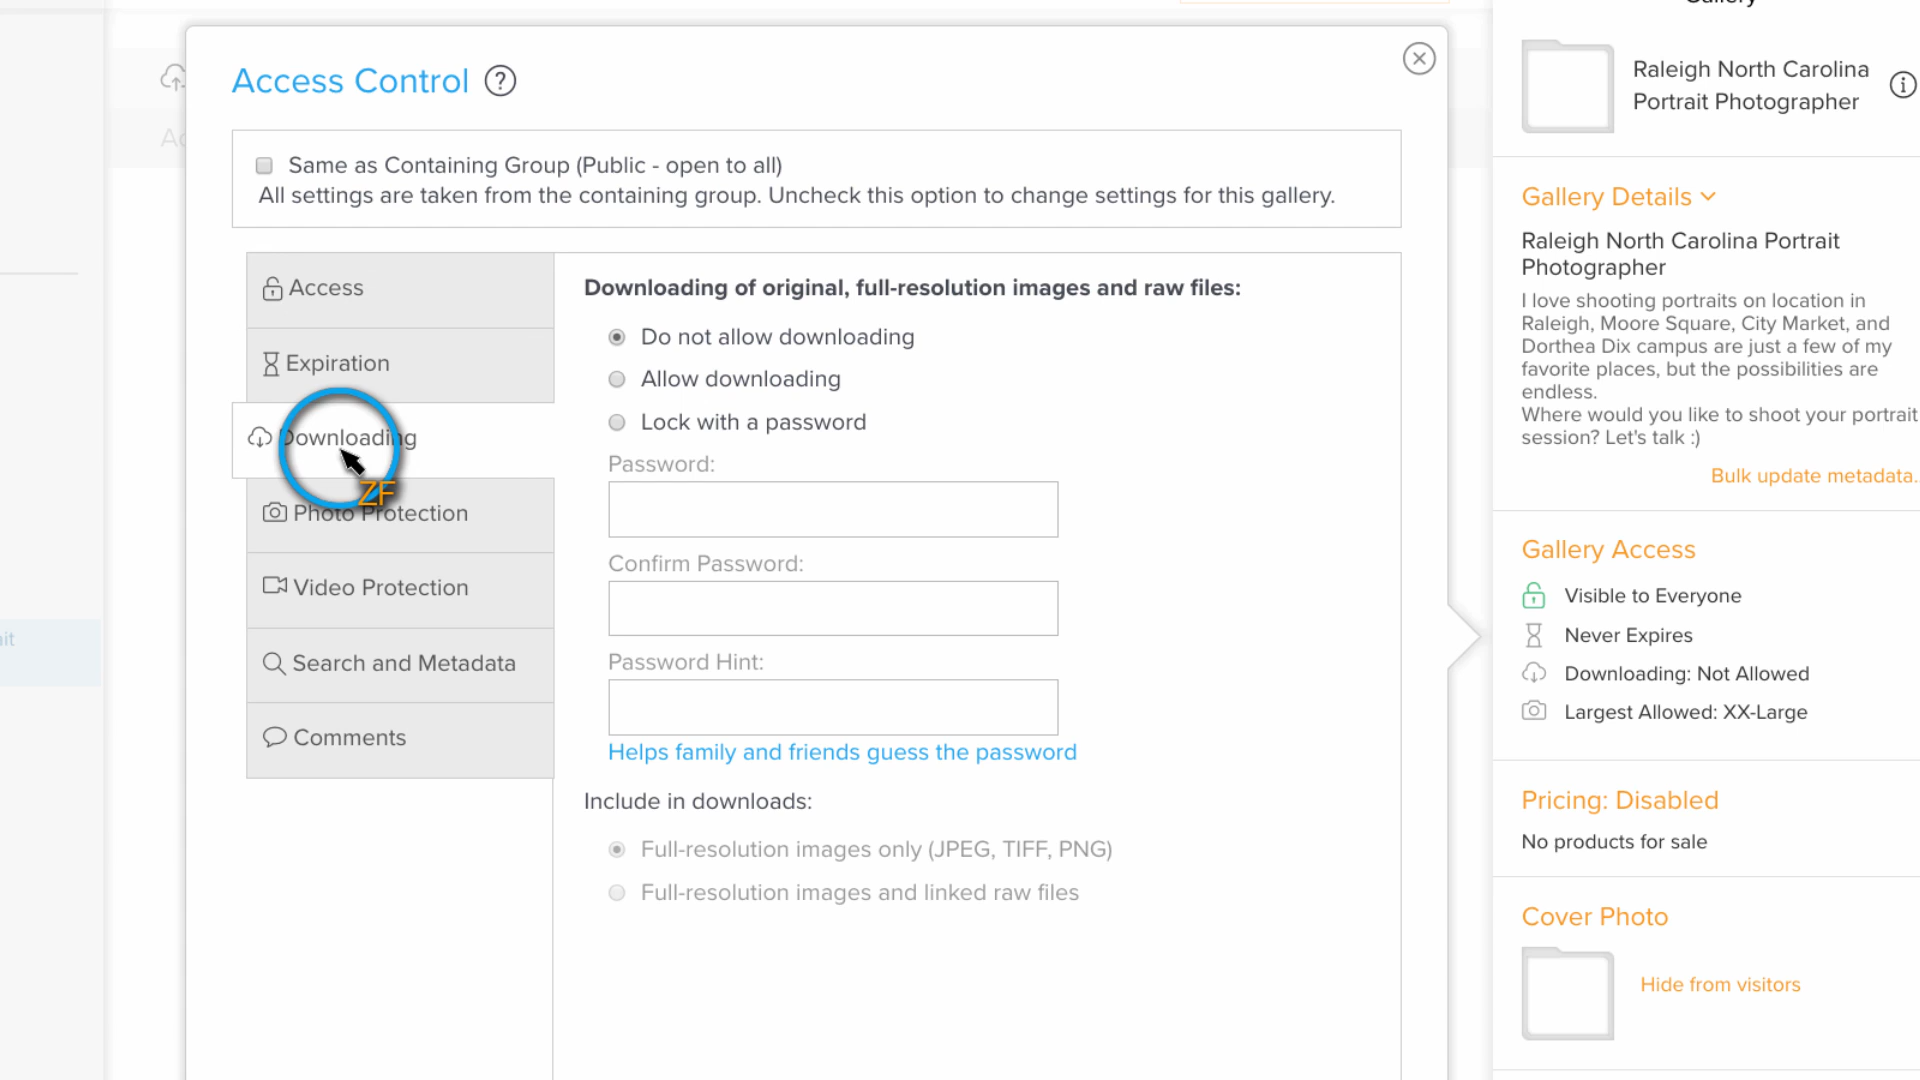 Access Control ?
Same as Containing Group (Public - open to all)
All settings are taken from the containing group. Uncheck this option to change settings for this gallery.
Access
Expiration
Downloading
ZF
Photo Protection
Video Protection
Search and Metadata
Comments
Downloading of original, full-resolution images and raw files:
Do not allow downloading
Allow downloading
Lock with a password
Password:
Confirm Password:
Password Hint:
Helps family and friends guess the password
Include in downloads:
Full-resolution images only (JPEG, TIFF, PNG)
Full-resolution images and linked raw files
Raleigh North Carolina
Portrait Photographer
Gallery Details
Raleigh North Carolina Portrait
Photographer
I love shooting portraits on location in
Raleigh, Moore Square, City Market, and
Dorthea Dix campus are just a few of my
favorite places, but the possibilities are
endless.
Where would you like to shoot your portrait
session? Let's talk :)
Bulk update metadata..
Gallery Access
Visible to Everyone
Never Expires
Downloading: Not Allowed
Largest Allowed: XX-Large
Pricing: Disabled
No products for sale
Cover Photo
Hide from visitors